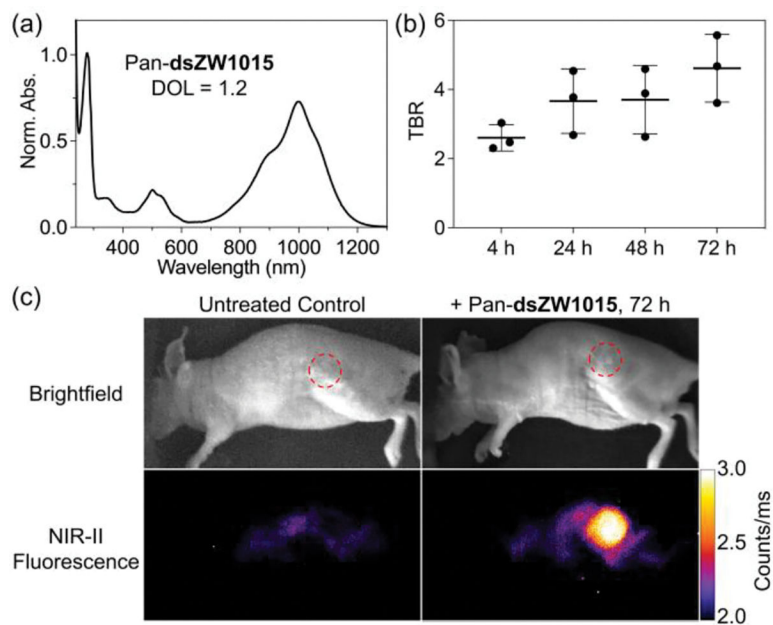 (a)
Pan-dsZW1015
DOL = 1.2
Norm. Abs.
1.0
0.5
0.0
400 600 800 1000 1200
Wavelength (nm)
(b)
TBR
6
4
2
0
4 h 24 h 48 h 72 h
(c)
Untreated Control + Pan-dsZW1015, 72 h
Brightfield
NIR-II
Fluorescence
3.0
2.5
2.0
Counts/ms